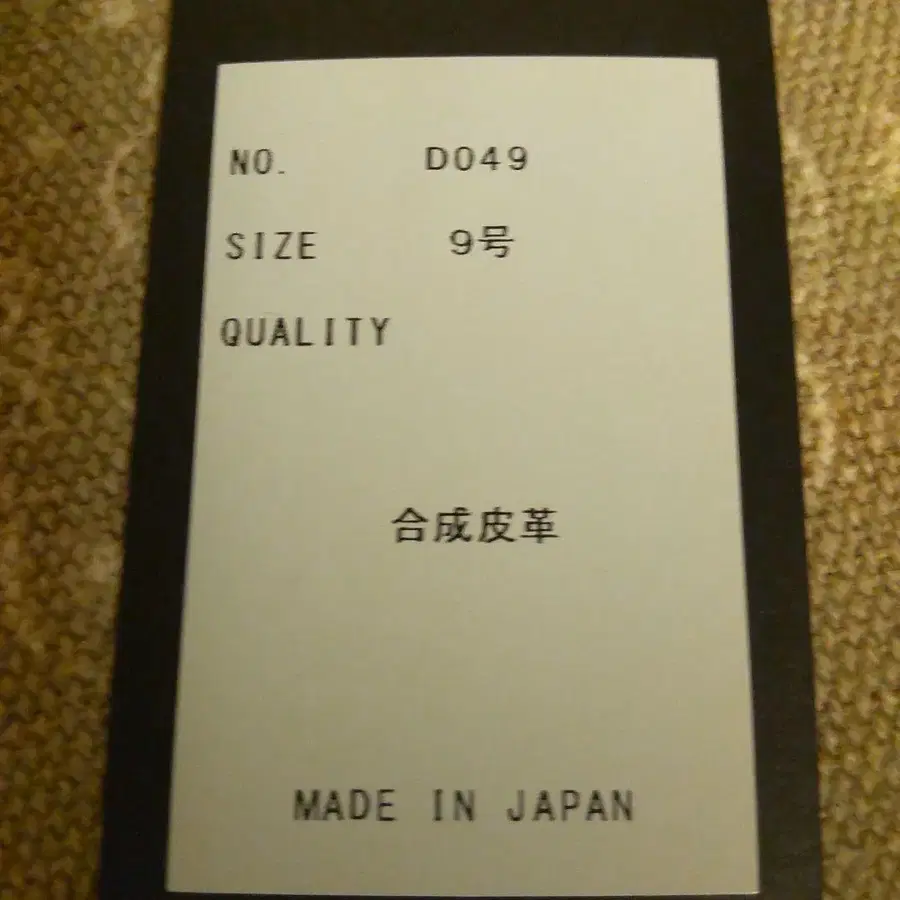 NO. D049
SIZE 9号
QUALITY
合成皮革
MADE IN JAPAN